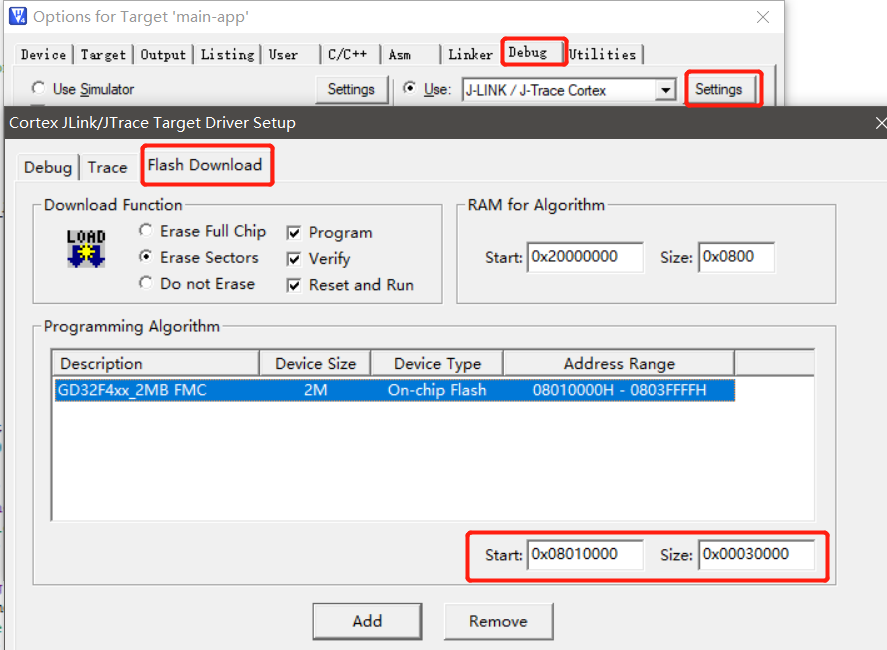 Options for Target 'main-app'
Device Target Output Listing User C/C++ Asm Linker Debug Utilities
Use Simulator Settings Use: J-LINK / J-Trace Cortex Settings
Cortex JLink/JTrace Target Driver Setup
Debug Trace Flash Download
Download Function
LOAD
Erase Full Chip
Erase Sectors
Do not Erase
Program
Verify
Reset and Run
RAM for Algorithm
Start: 0x20000000 Size: 0x0800
Programming Algorithm
Description Device Size Device Type Address Range
GD32F4xx_2MB FMC 2M On-chip Flash 08010000H - 0803FFFFH
Start: 0x08010000 Size: 0x00030000
Add Remove